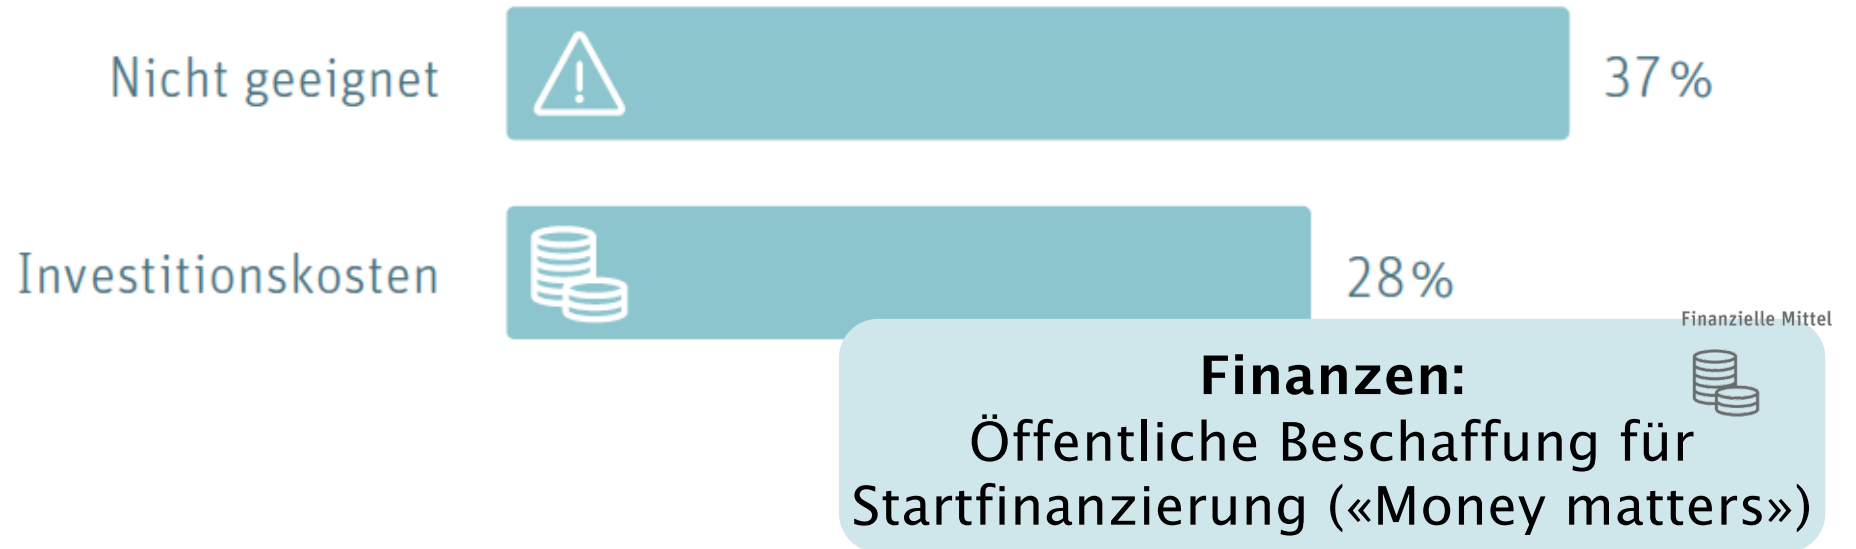 Nicht geeignet
37%
Investitionskosten
28%
Finanzielle Mittel
Finanzen:
Öffentliche Beschaffung für
Startfinanzierung («Money matters»)